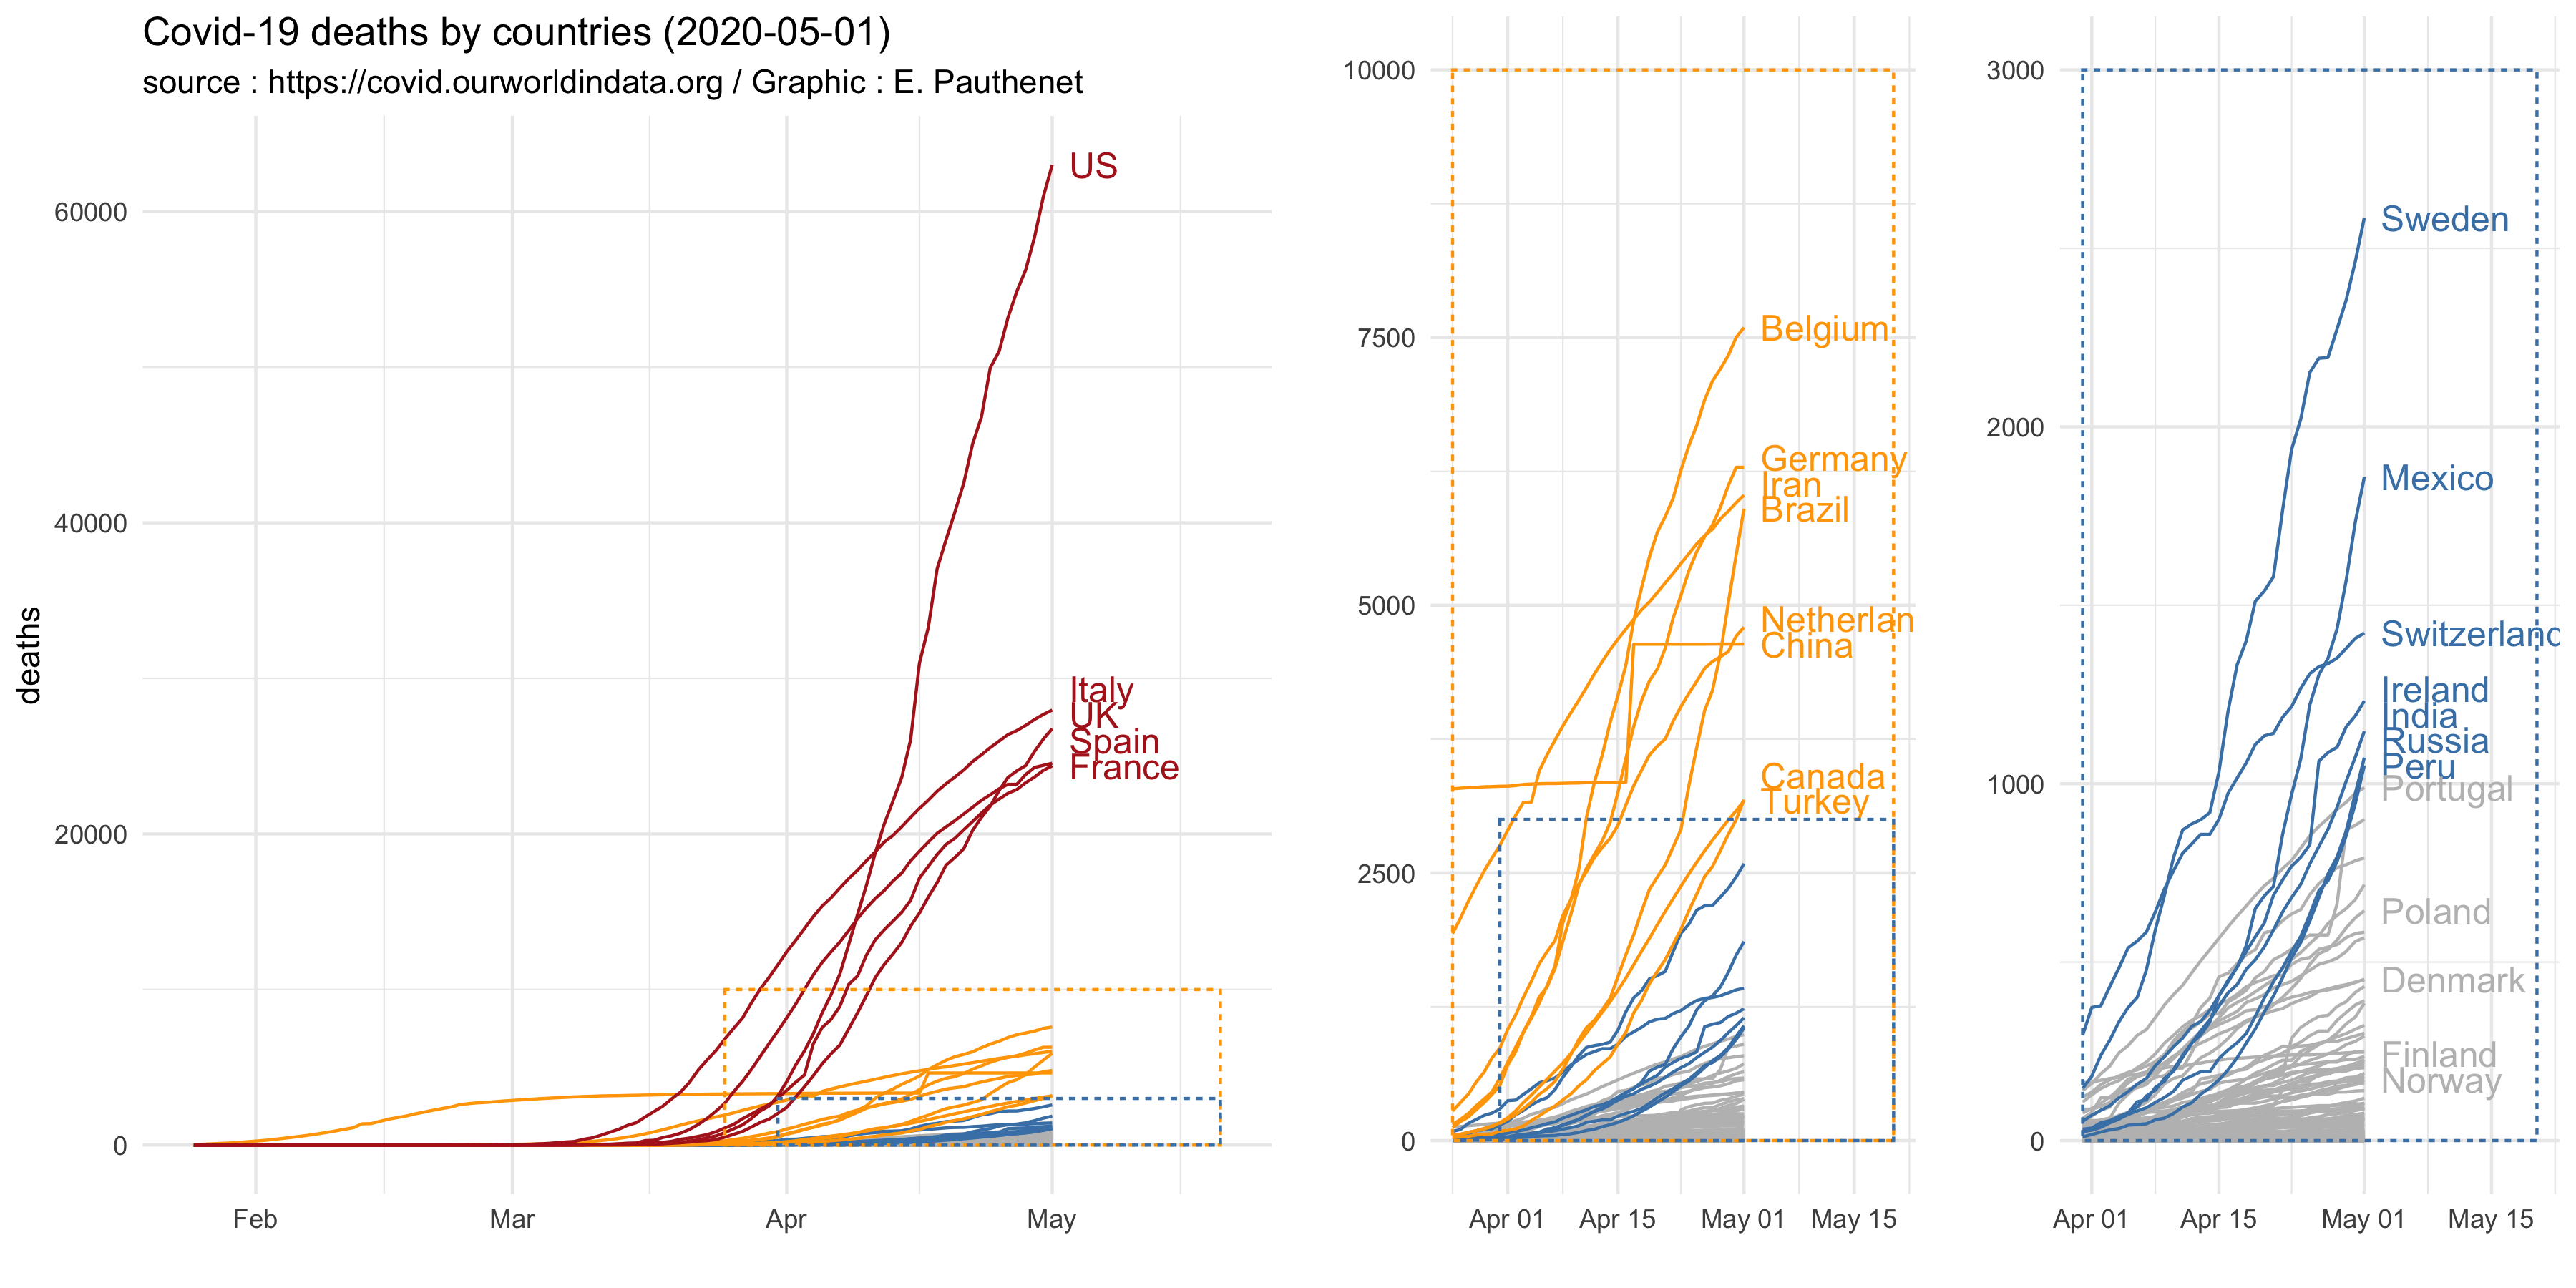 Covid-19 deaths by countries (2020-05-01)
source : https://covid.ourworldindata.org / Graphic : E. Pauthenet
deaths
60000
40000
20000
0
Feb Mar Apr May
US
Italy
UK
Spain
France
10000
7500
5000
2500
0
Apr 01 Apr 15 May 01 May 15
Belgium
Germany
Iran
Brazil
Netherlan
China
Canada
Turkey
3000
2000
1000
0
Apr 01 Apr 15 May 01 May 15
Sweden
Mexico
Switzerland
Ireland
India
Russia
Peru
Portugal
Poland
Denmark
Finland
Norway